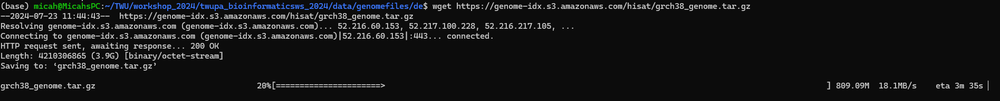 (base) micah@MicahsPC:~/TWU/workshop_2024/twupa_bioinformaticsws_2024/data/genomefiles/de$ wget https://genome-idx.s3.amazonaws.com/hisat/grch38_genome.tar.gz
--2024-07-23 11:44:43--  https://genome-idx.s3.amazonaws.com/hisat/grch38_genome.tar.gz
Resolving genome-idx.s3.amazonaws.com (genome-idx.s3.amazonaws.com)... 52.216.60.153, 52.217.100.228, 52.216.217.105, ...
Connecting to genome-idx.s3.amazonaws.com (genome-idx.s3.amazonaws.com)|52.216.60.153|:443... connected.
HTTP request sent, awaiting response... 200 OK
Length: 4210306865 (3.9G) [binary/octet-stream]
Saving to: ‘grch38_genome.tar.gz’
grch38_genome.tar.gz 20%[======================> ] 809.09M 18.1MB/s eta 3m 35s